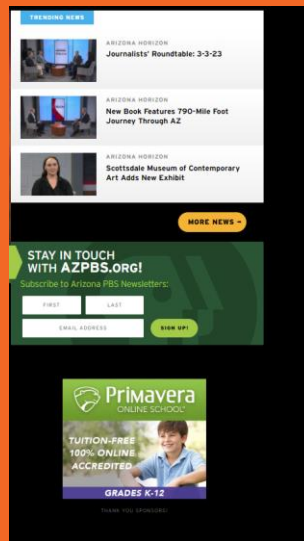 TRENDING NEWS
ARIZONA HORIZON
Journalists' Roundtable: 3-3-23
ARIZONA HORIZON
New Book Features 790-Mile Foot
Journey Through AZ
ARIZONA HORIZON
Scottsdale Museum of Contemporary
Art Adds New Exhibit
MORE NEWS –
STAY IN TOUCH
WITH AZPBS.ORG!
Subscribe to Arizona PBS Newsletters:
FIRST LAST
EMAIL ADDRESS SIGN UP!
Primavera
ONLINE SCHOOL
TUITION-FREE
100% ONLINE
ACCREDITED
GRADES K-12
THANK YOU SPONSORS!